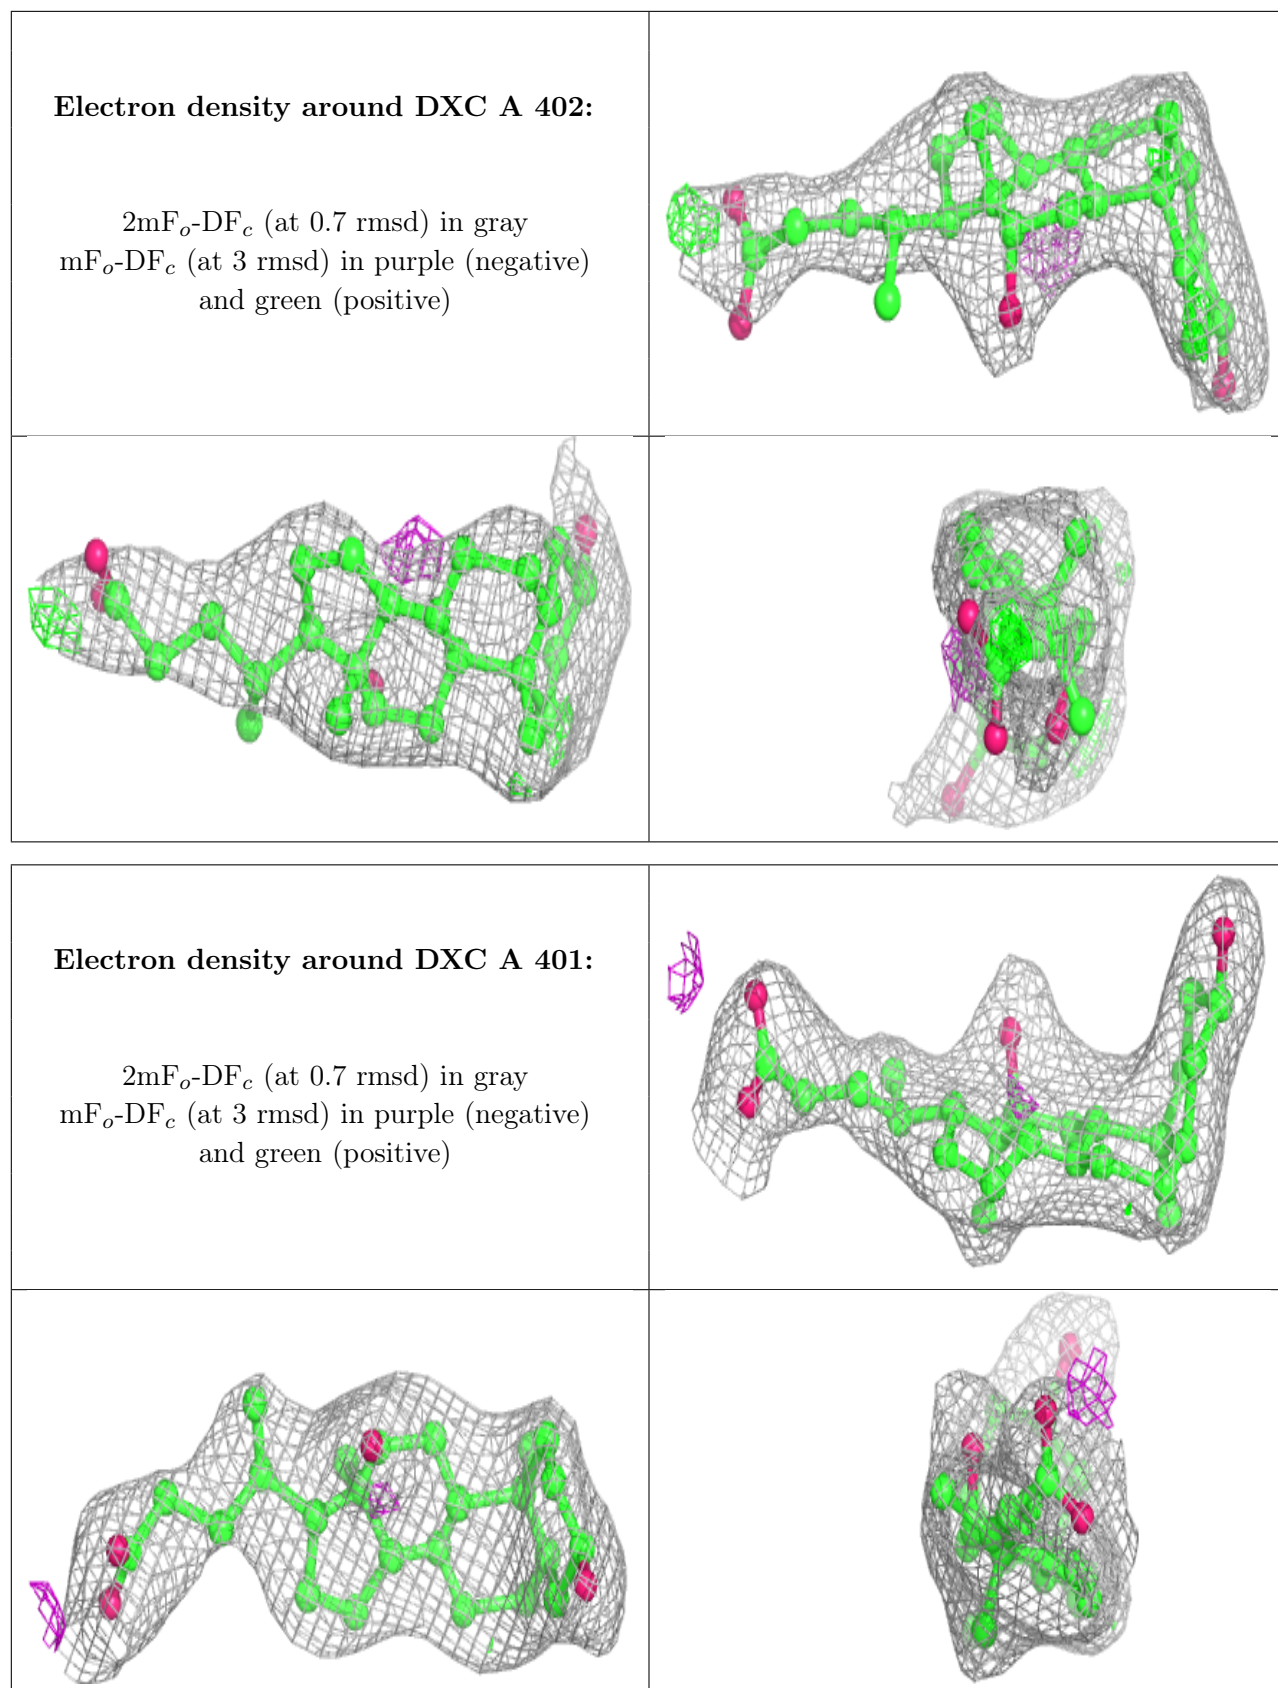 Electron density around DXC A 402:
2mFo-DFc (at 0.7 rmsd) in gray
mFo-DFc (at 3 rmsd) in purple (negative)
and green (positive)
Electron density around DXC A 401:
2mFo-DFc (at 0.7 rmsd) in gray
mFo-DFc (at 3 rmsd) in purple (negative)
and green (positive)